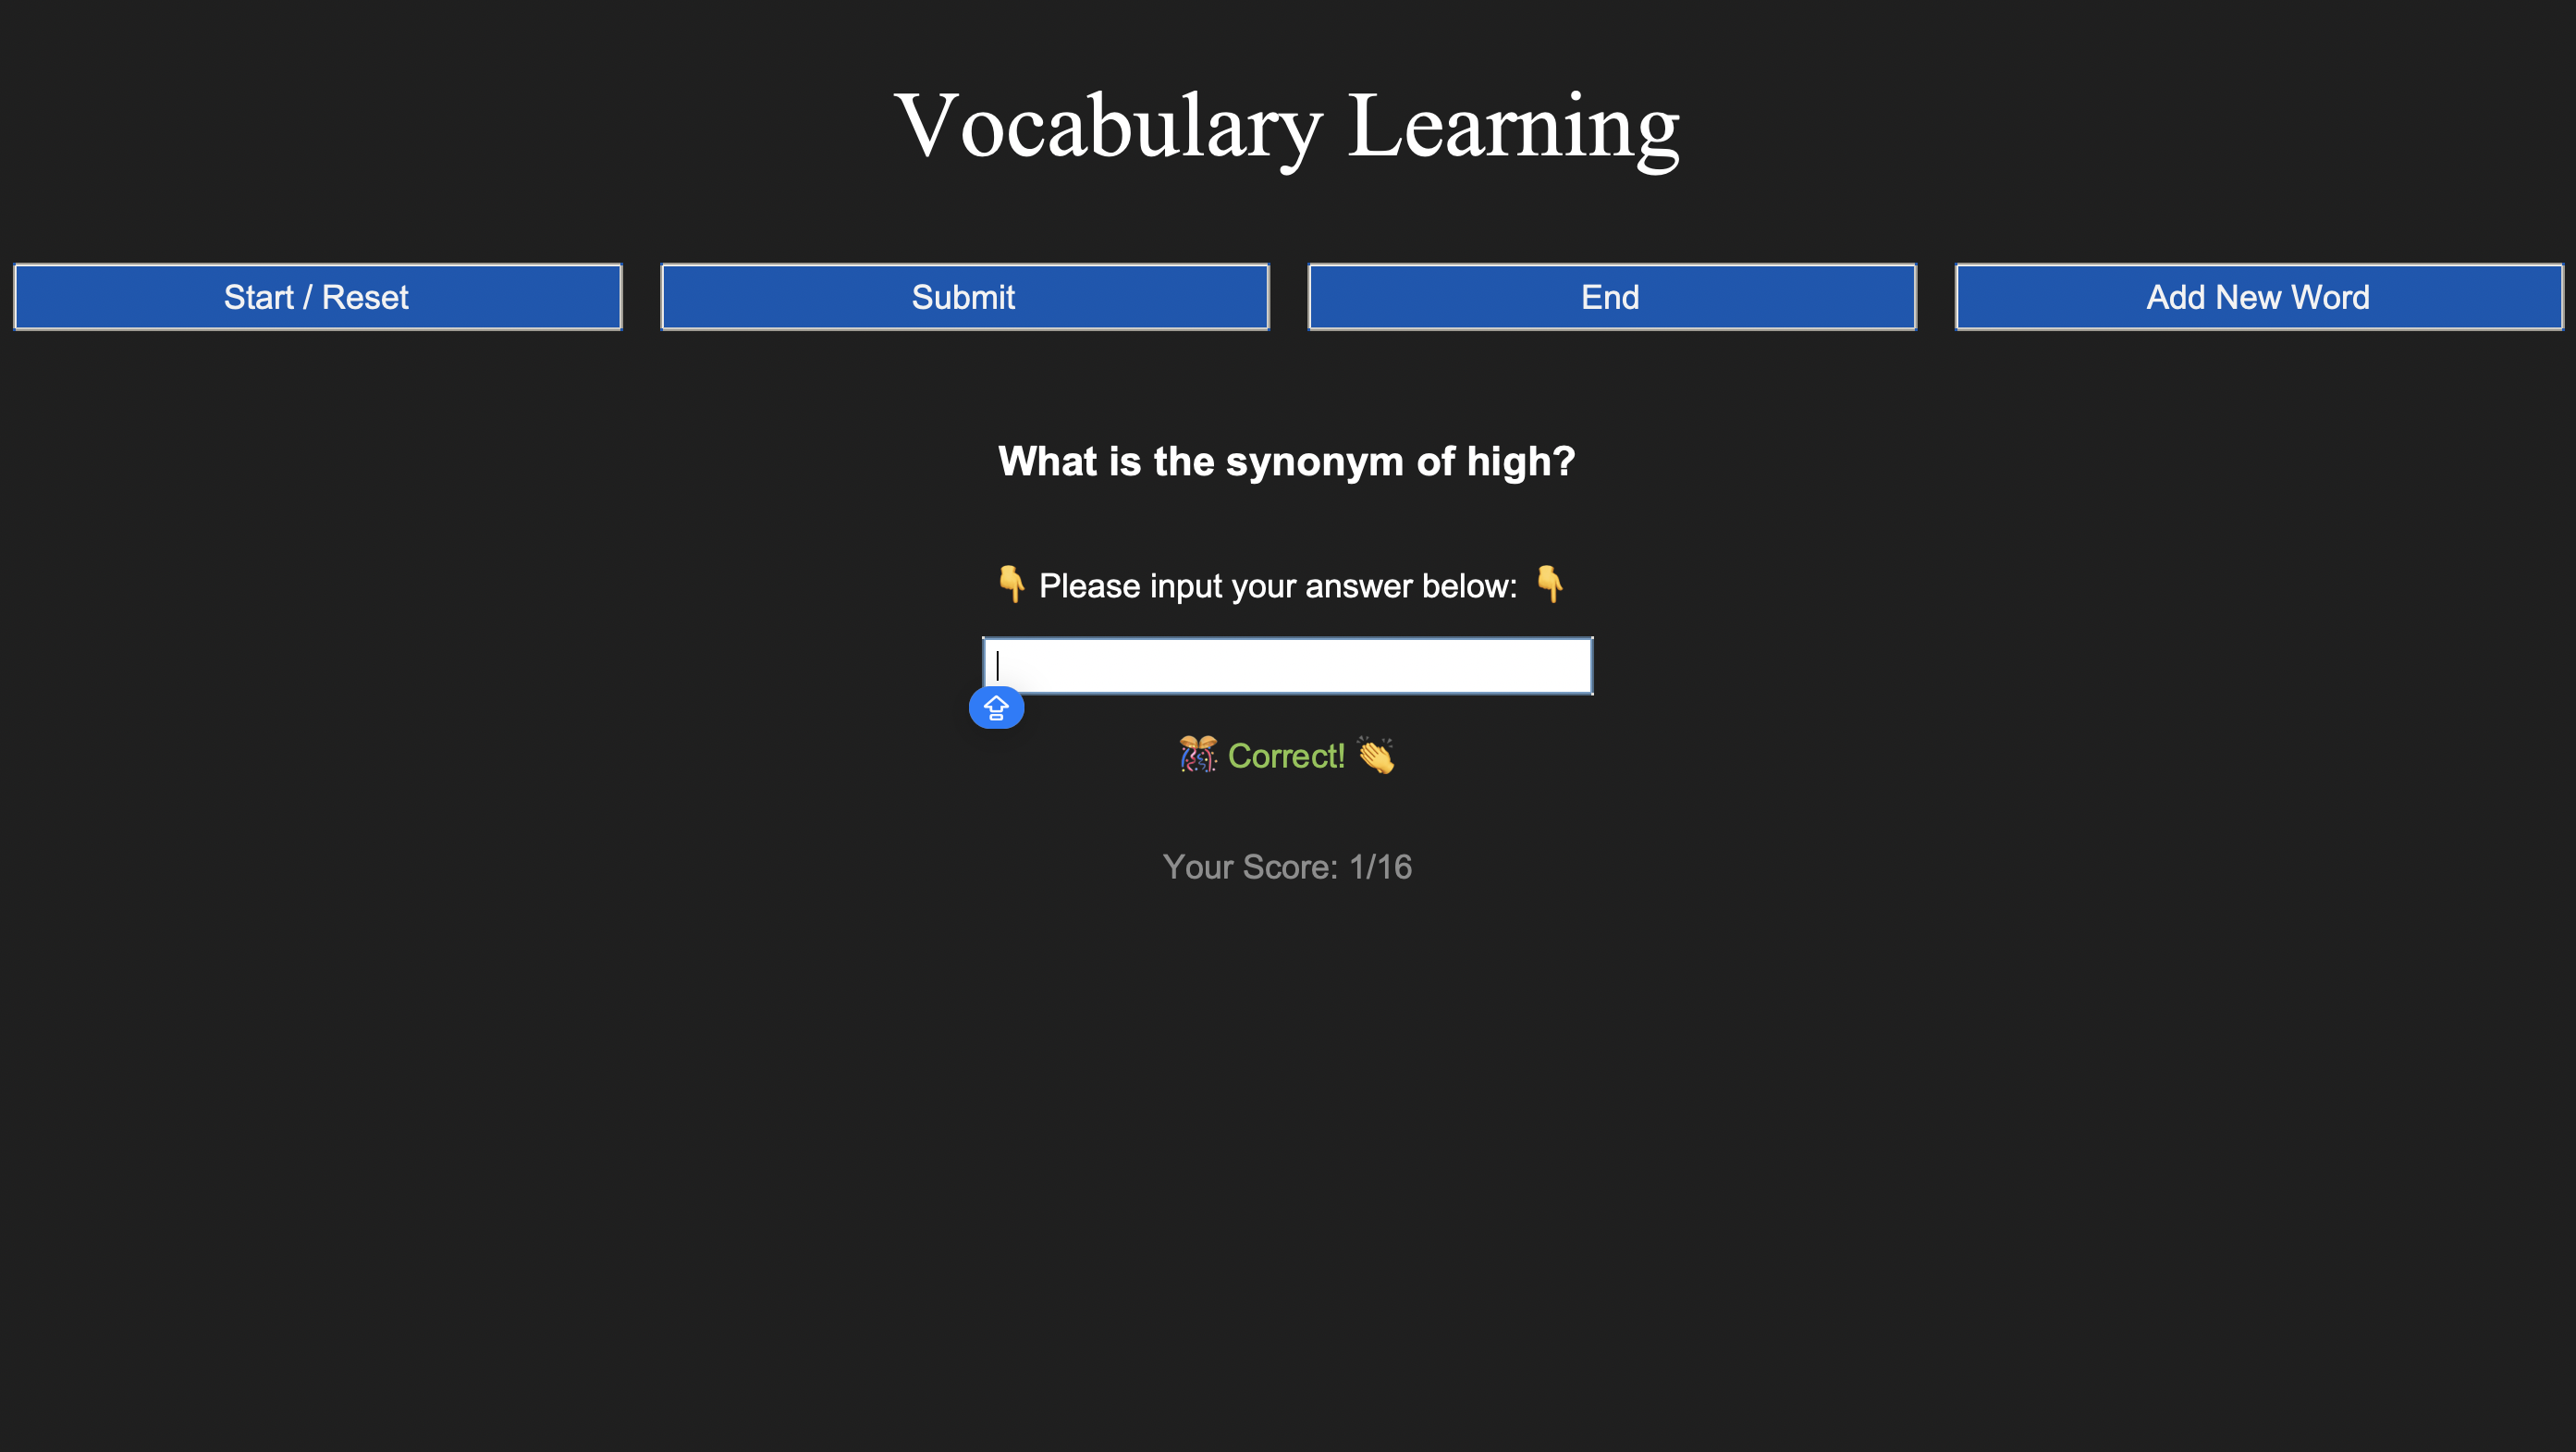 Vocabulary Learning
Start / Reset
Submit
End
Add New Word
What is the synonym of high?
👇 Please input your answer below: 👇
🎊 Correct! 👏
Your Score: 1/16